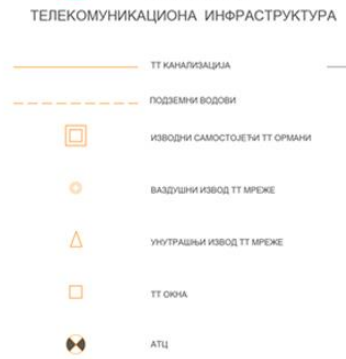 ТЕЛЕКОМУНИКАЦИОНА ИНФРАСТРУКТУРА
ТТ КАНАЛИЗАЦИЈА
ПОДЗЕМНИ ВОДОВИ
ИЗВОДНИ САМОСТОЈЕЋИ ТТ ОРМАНИ
ВАЗДУШНИ ИЗВОД ТТ МРЕЖЕ
УНУТРАШЊИ ИЗВОД ТТ МРЕЖЕ
ТТ ОКНА
АТЦ